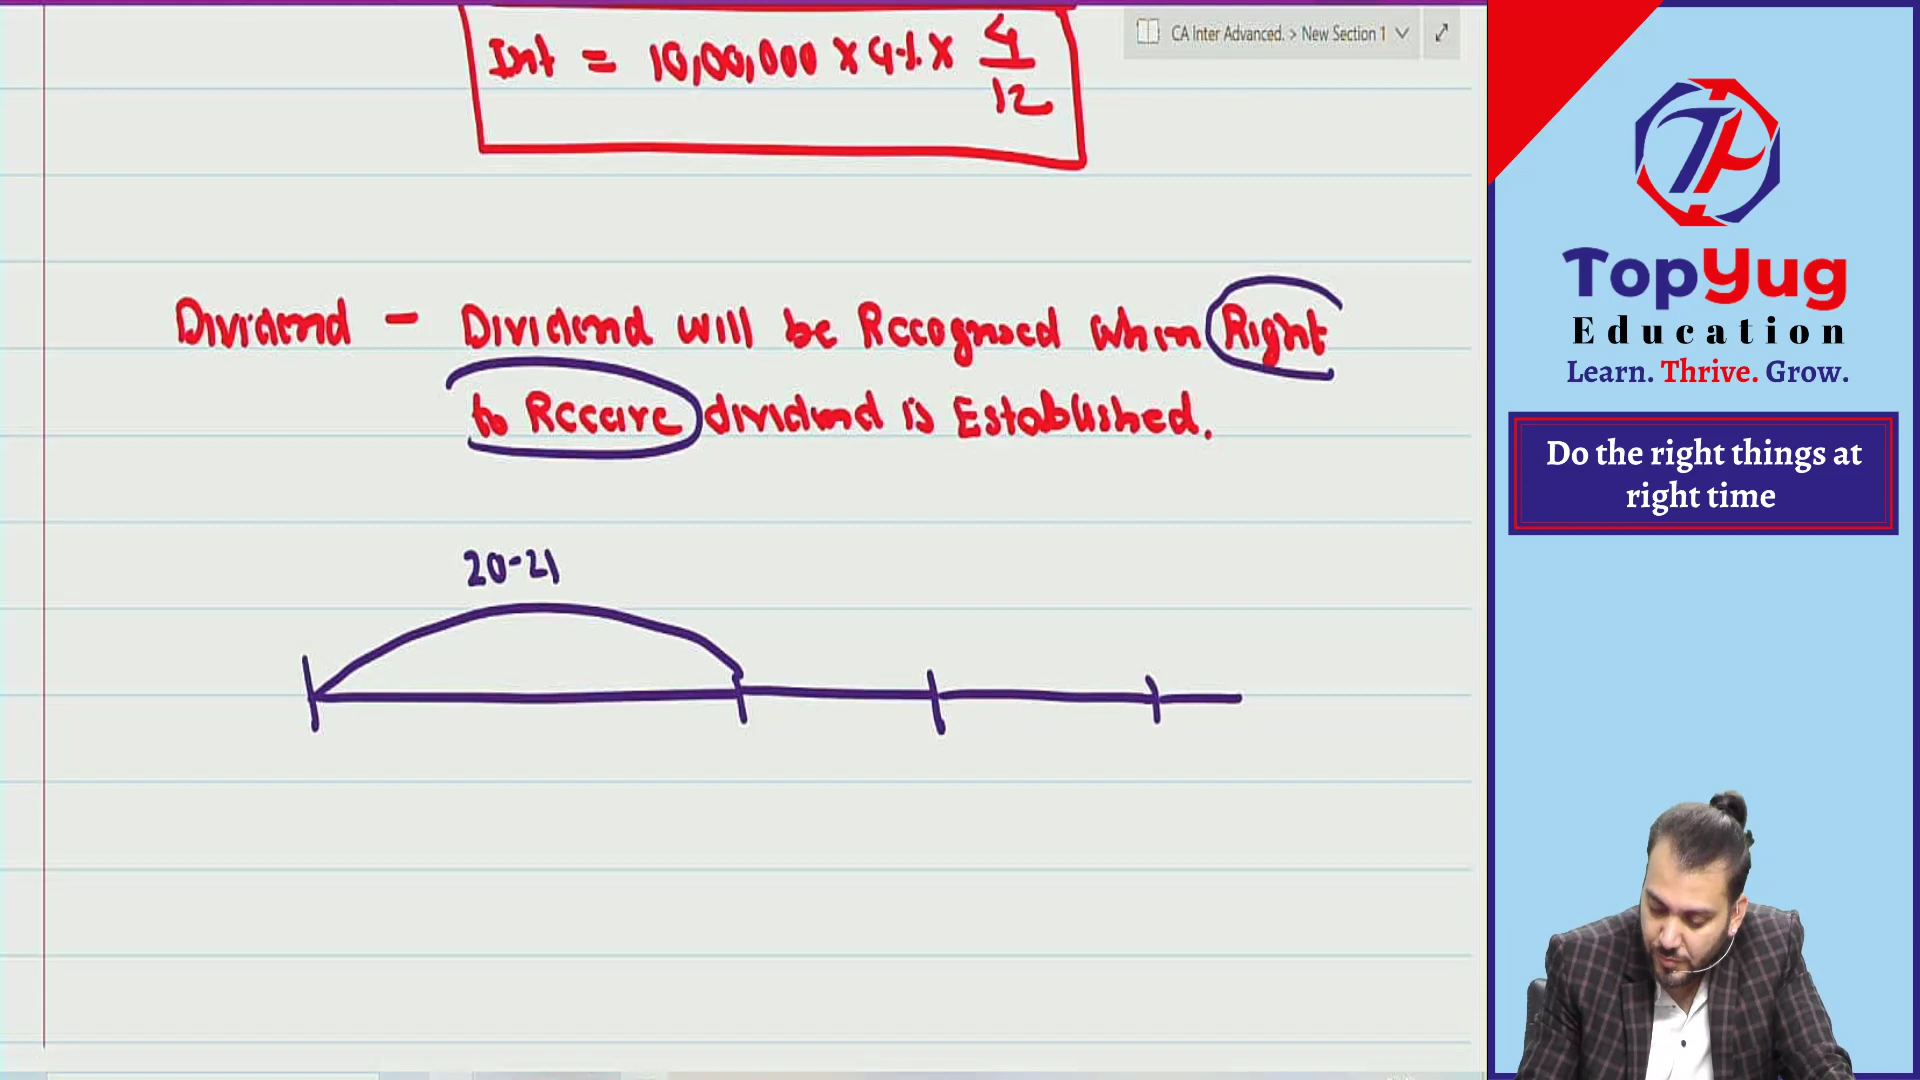 Int = 10,00,000 x 4% x 4/12
CA Inter Advanced. > New Section 1
Dividend - Dividend will be Recognised when Right
to Receive dividend is Established.
20-21
TopYug
Education
Learn. Thrive. Grow.
Do the right things at
right time